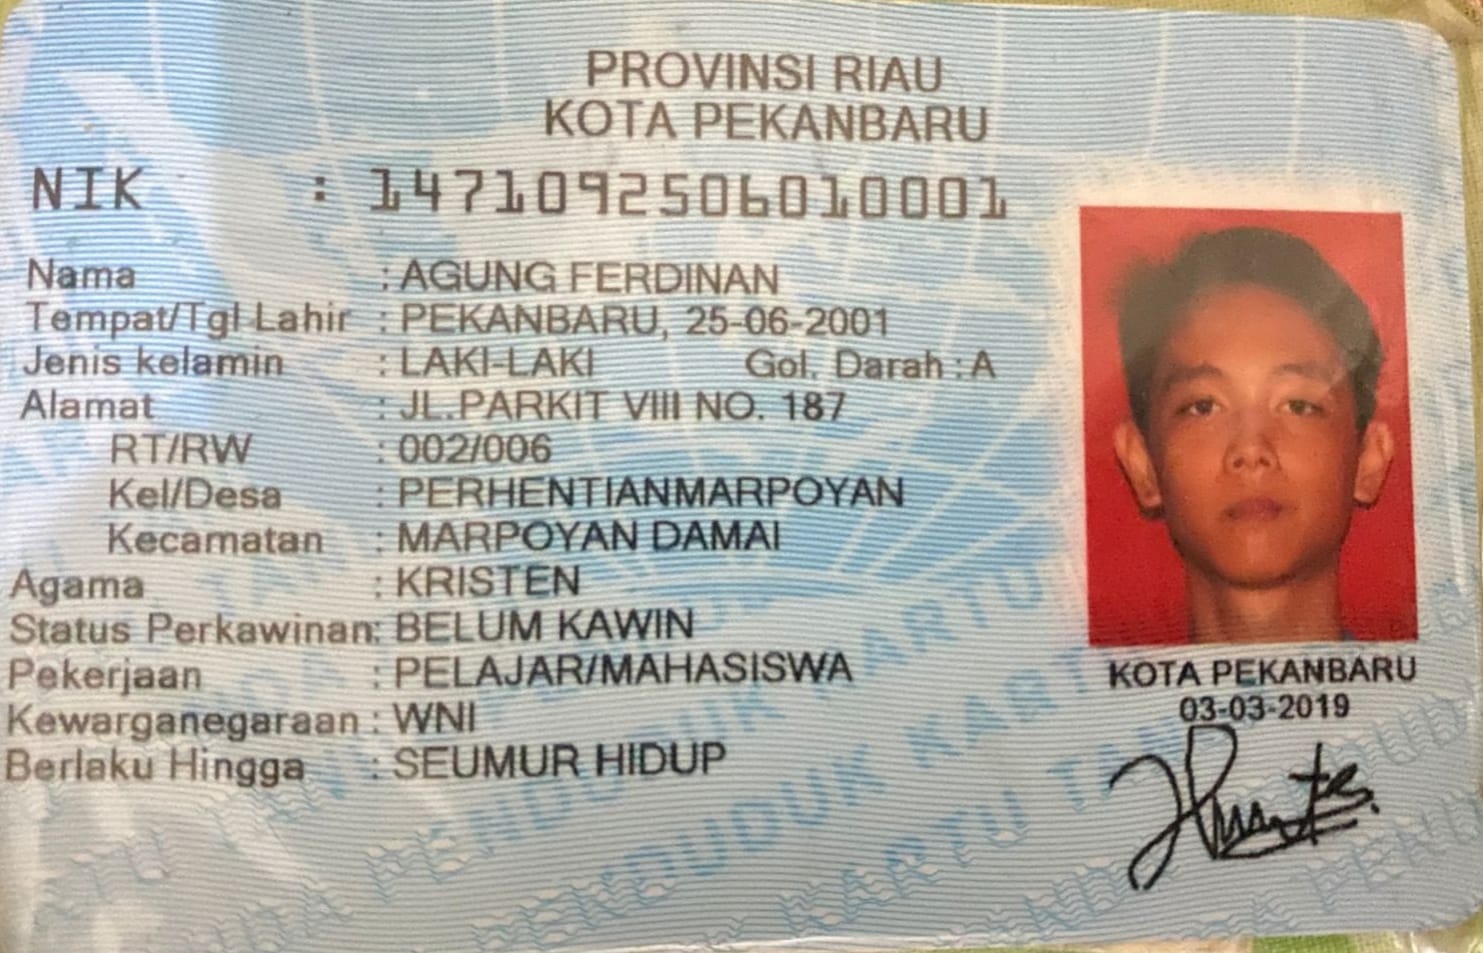 PROVINSI RIAU
KOTA PEKANBARU
NIK : 1471092506010001
Nama : AGUNG FERDINAN
Tempat/Tgl Lahir : PEKANBARU, 25-06-2001
Jenis kelamin : LAKI-LAKI Gol. Darah : A
Alamat : JL.PARKIT VIII NO. 187
RT/RW : 002/006
Kel/Desa : PERHENTIANMARPOYAN
Kecamatan : MARPOYAN DAMAI
Agama : KRISTEN
Status Perkawinan: BELUM KAWIN
Pekerjaan : PELAJAR/MAHASISWA
Kewarganegaraan : WNI
Berlaku Hingga : SEUMUR HIDUP
KOTA PEKANBARU
03-03-2019